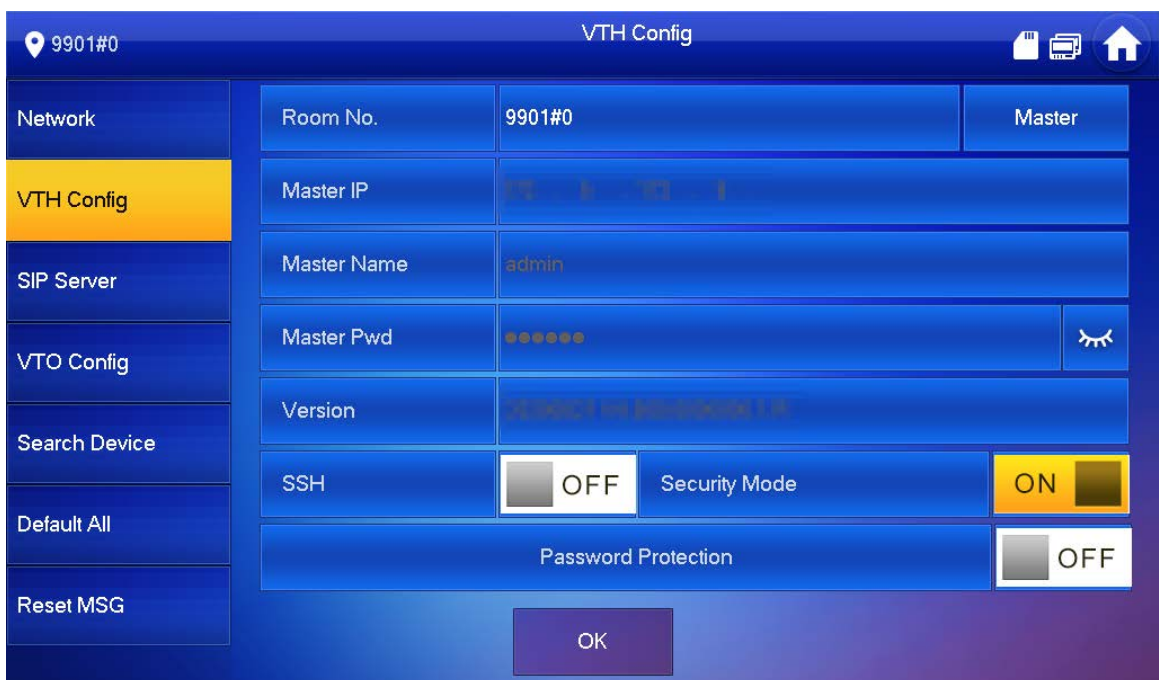 9901#0
VTH Config
Network
VTH Config
SIP Server
VTO Config
Search Device
Default All
Reset MSG
Room No. 9901#0 Master
Master IP
Master Name admin
Master Pwd ●●●●●●
Version
SSH OFF Security Mode ON
Password Protection OFF
OK